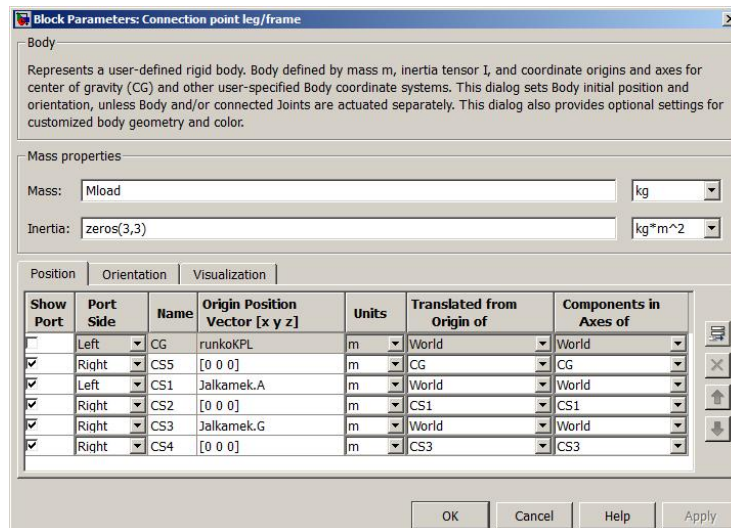 Block Parameters: Connection point leg/frame
Body
Represents a user-defined rigid body. Body defined by mass m, inertia tensor I, and coordinate origins and axes for
center of gravity (CG) and other user-specified Body coordinate systems. This dialog sets Body initial position and
orientation, unless Body and/or connected Joints are actuated separately. This dialog also provides optional settings for
customized body geometry and color.
Mass properties
Mass: Mload kg
Inertia: zeros(3,3) kg*m^2
Position Orientation Visualization
Show Port Port Side Name Origin Position Vector [x y z] Units Translated from Origin of Components in Axes of
Left CG runkoKPL m World World
Right CS5 [0 0 0] m CG CG
Left CS1 Jalkamek.A m World World
Right CS2 [0 0 0] m CS1 CS1
Right CS3 Jalkamek.G m World World
Right CS4 [0 0 0] m CS3 CS3
OK Cancel Help Apply